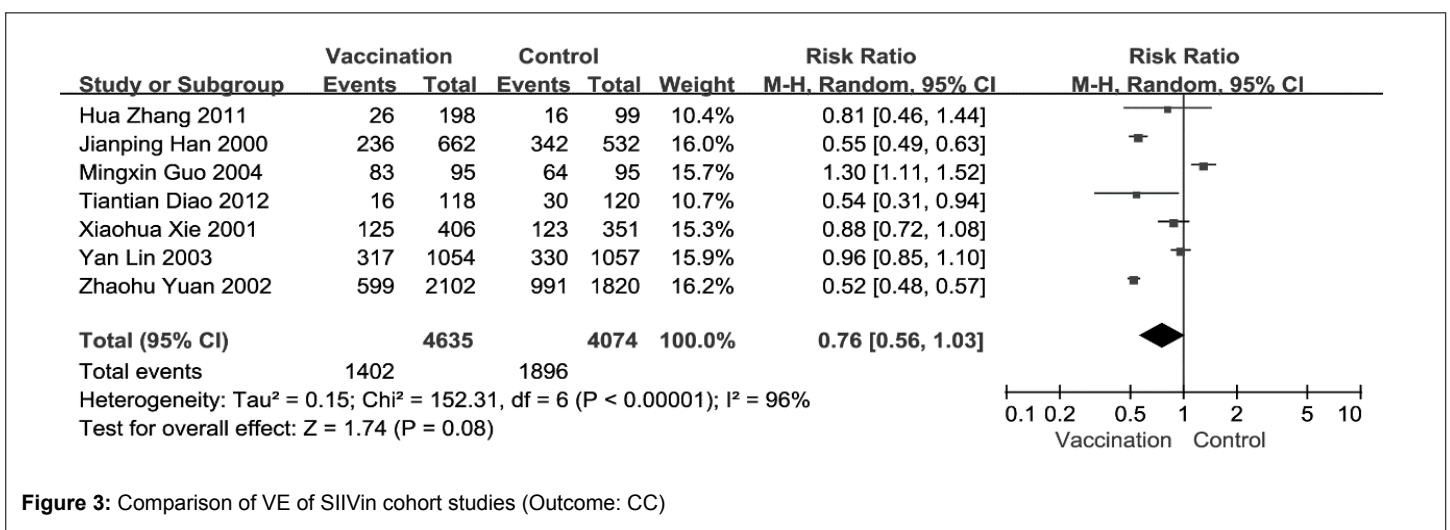 Vaccination Control Risk Ratio Risk Ratio
Study or Subgroup Events Total Events Total Weight M-H, Random, 95% CI M-H, Random, 95% CI
Hua Zhang 2011 26 198 16 99 10.4% 0.81 [0.46, 1.44]
Jianping Han 2000 236 662 342 532 16.0% 0.55 [0.49, 0.63]
Mingxin Guo 2004 83 95 64 95 15.7% 1.30 [1.11, 1.52]
Tiantian Diao 2012 16 118 30 120 10.7% 0.54 [0.31, 0.94]
Xiaohua Xie 2001 125 406 123 351 15.3% 0.88 [0.72, 1.08]
Yan Lin 2003 317 1054 330 1057 15.9% 0.96 [0.85, 1.10]
Zhaohu Yuan 2002 599 2102 991 1820 16.2% 0.52 [0.48, 0.57]
Total (95% CI) 4635 4074 100.0% 0.76 [0.56, 1.03]
Total events 1402 1896
Heterogeneity: Tau² = 0.15; Chi² = 152.31, df = 6 (P < 0.00001); I² = 96%
Test for overall effect: Z = 1.74 (P = 0.08)
0.1 0.2 0.5 1 2 5 10
Vaccination Control
Figure 3: Comparison of VE of SIIVin cohort studies (Outcome: CC)